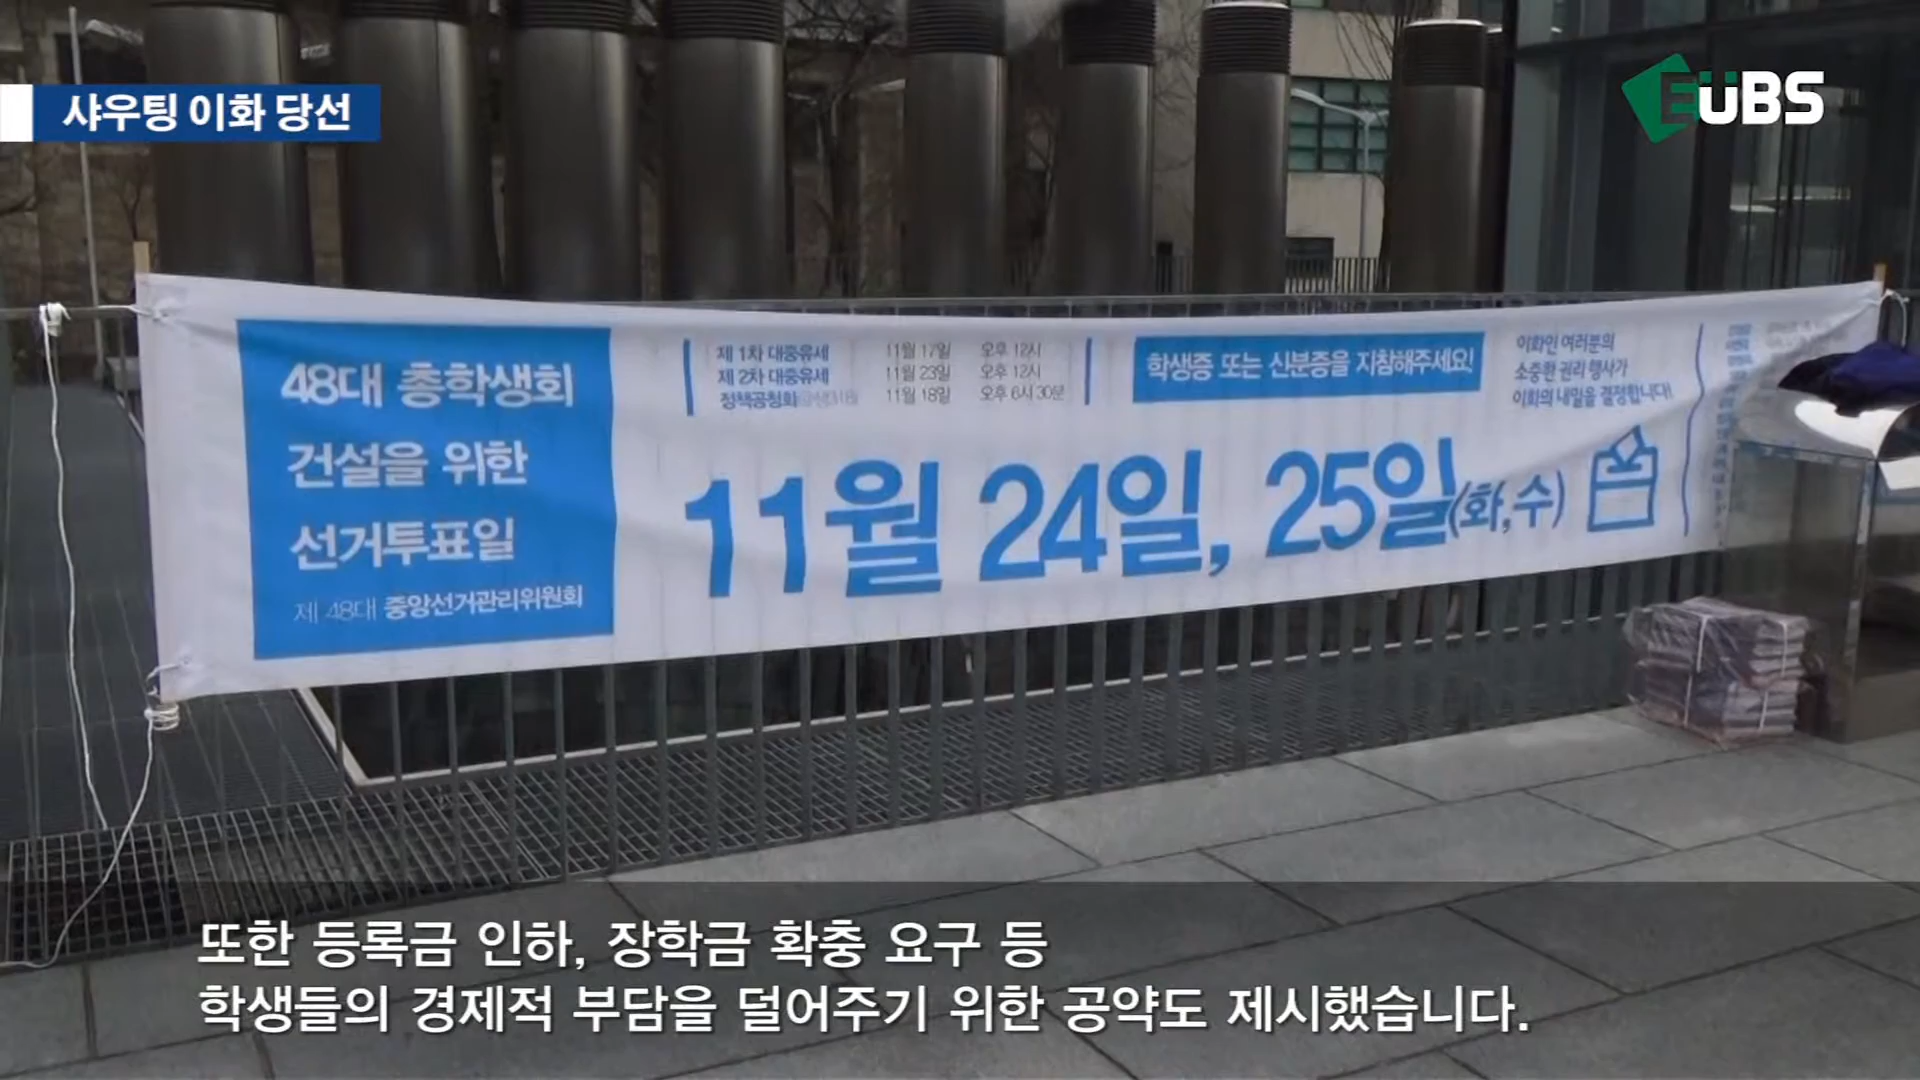 샤우팅 이화 당선
EUBS
48대 총학생회
건설을 위한
선거투표일
제 48대 중앙선거관리위원회
제 1차 대중유세 11월 17일 오후 12시
제 2차 대중유세 11월 23일 오후 12시
정책공청회 11월 18일 오후 6시 30분
학생증 또는 신분증을 지참해주세요!
이화인 여러분의
소중한 권리 행사가
이화의 내일을 결정합니다!
11월 24일, 25일(화,수)
또한 등록금 인하, 장학금 확충 요구 등
학생들의 경제적 부담을 덜어주기 위한 공약도 제시했습니다.